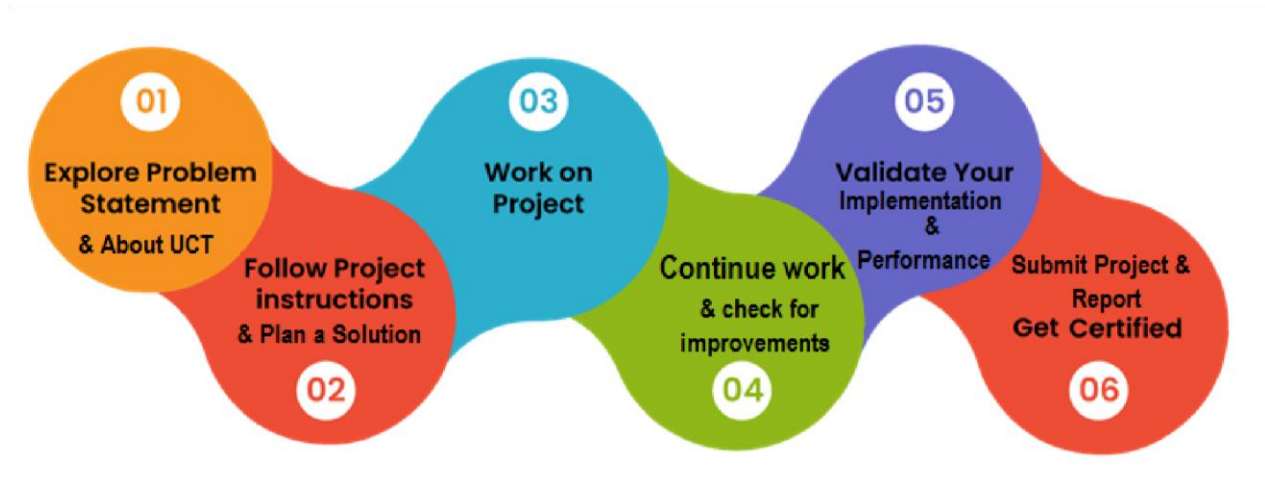 01
Explore Problem
Statement
& About UCT
Follow Project
instructions
& Plan a Solution
02
03
Work on
Project
Continue work
& check for
improvements
04
05
Validate Your
Implementation
&
Performance
Submit Project &
Report
Get Certified
06